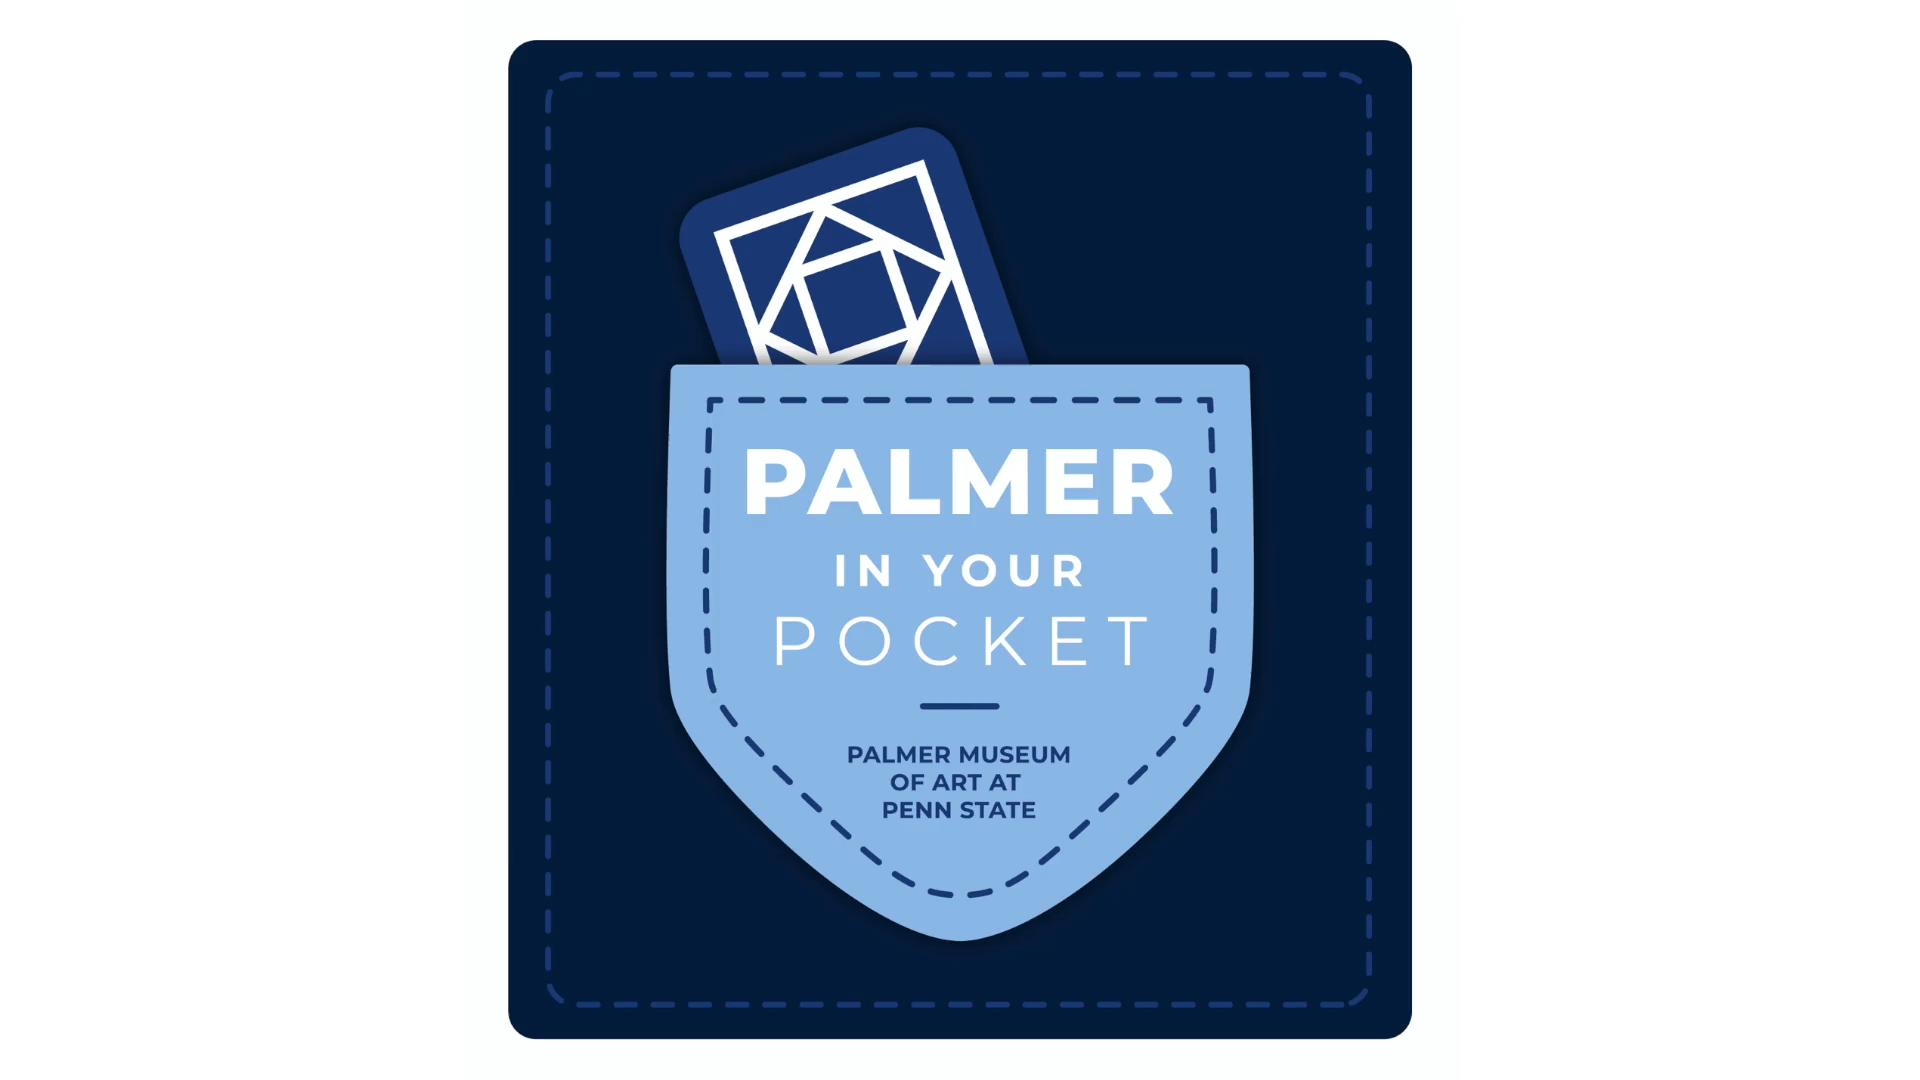 PALMER
IN YOUR
POCKET
PALMER MUSEUM
OF ART AT
PENN STATE